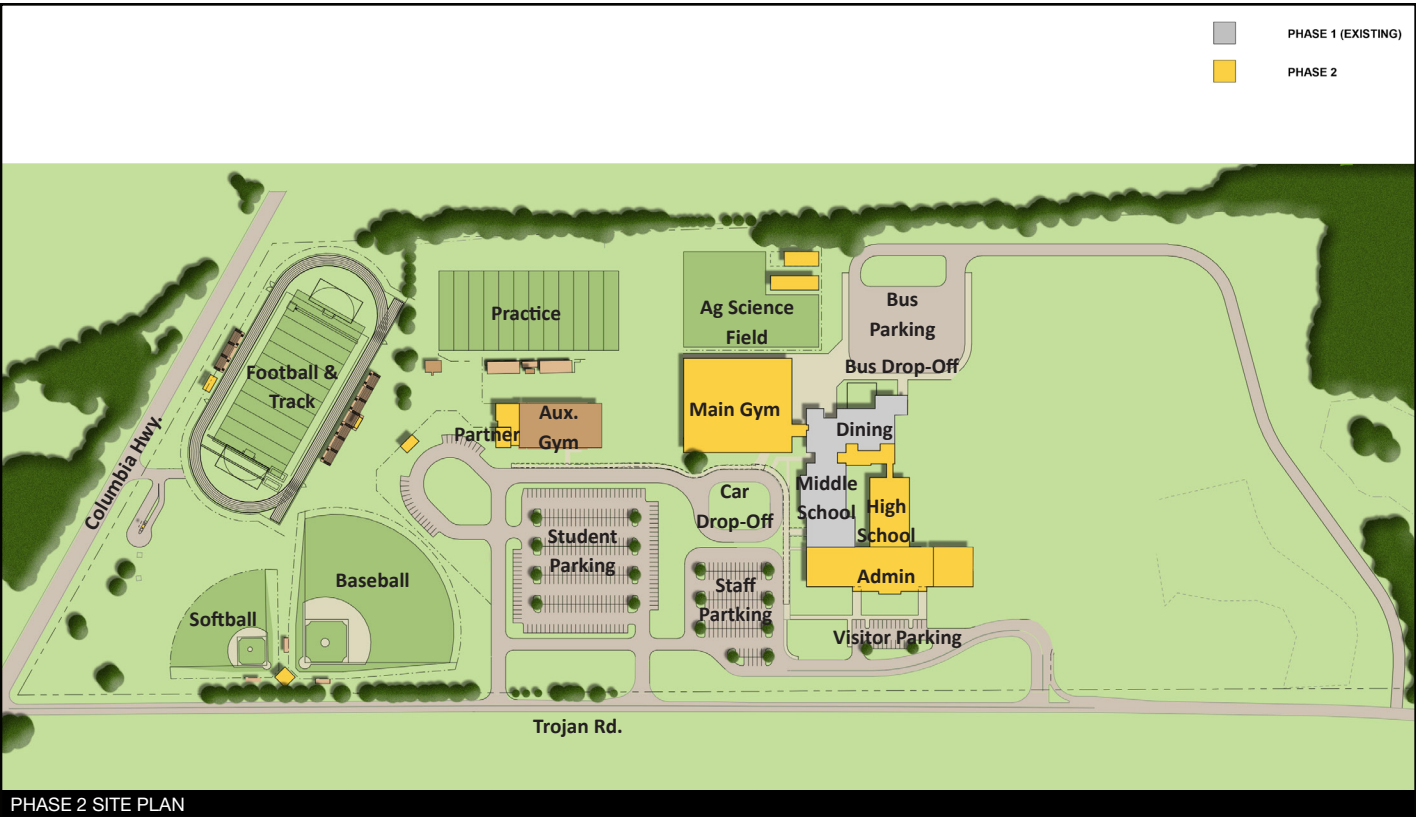 PHASE 1 (EXISTING)
PHASE 2
Practice
Ag Science
Field
Bus
Parking
Bus Drop-Off
Football &
Track
Main Gym
Aux.
Gym
Partner
Dining
Columbia Hwy.
Middle
School
High
School
Car
Drop-Off
Student
Parking
Admin
Staff
Partking
Baseball
Softball
Visitor Parking
Trojan Rd.
PHASE 2 SITE PLAN